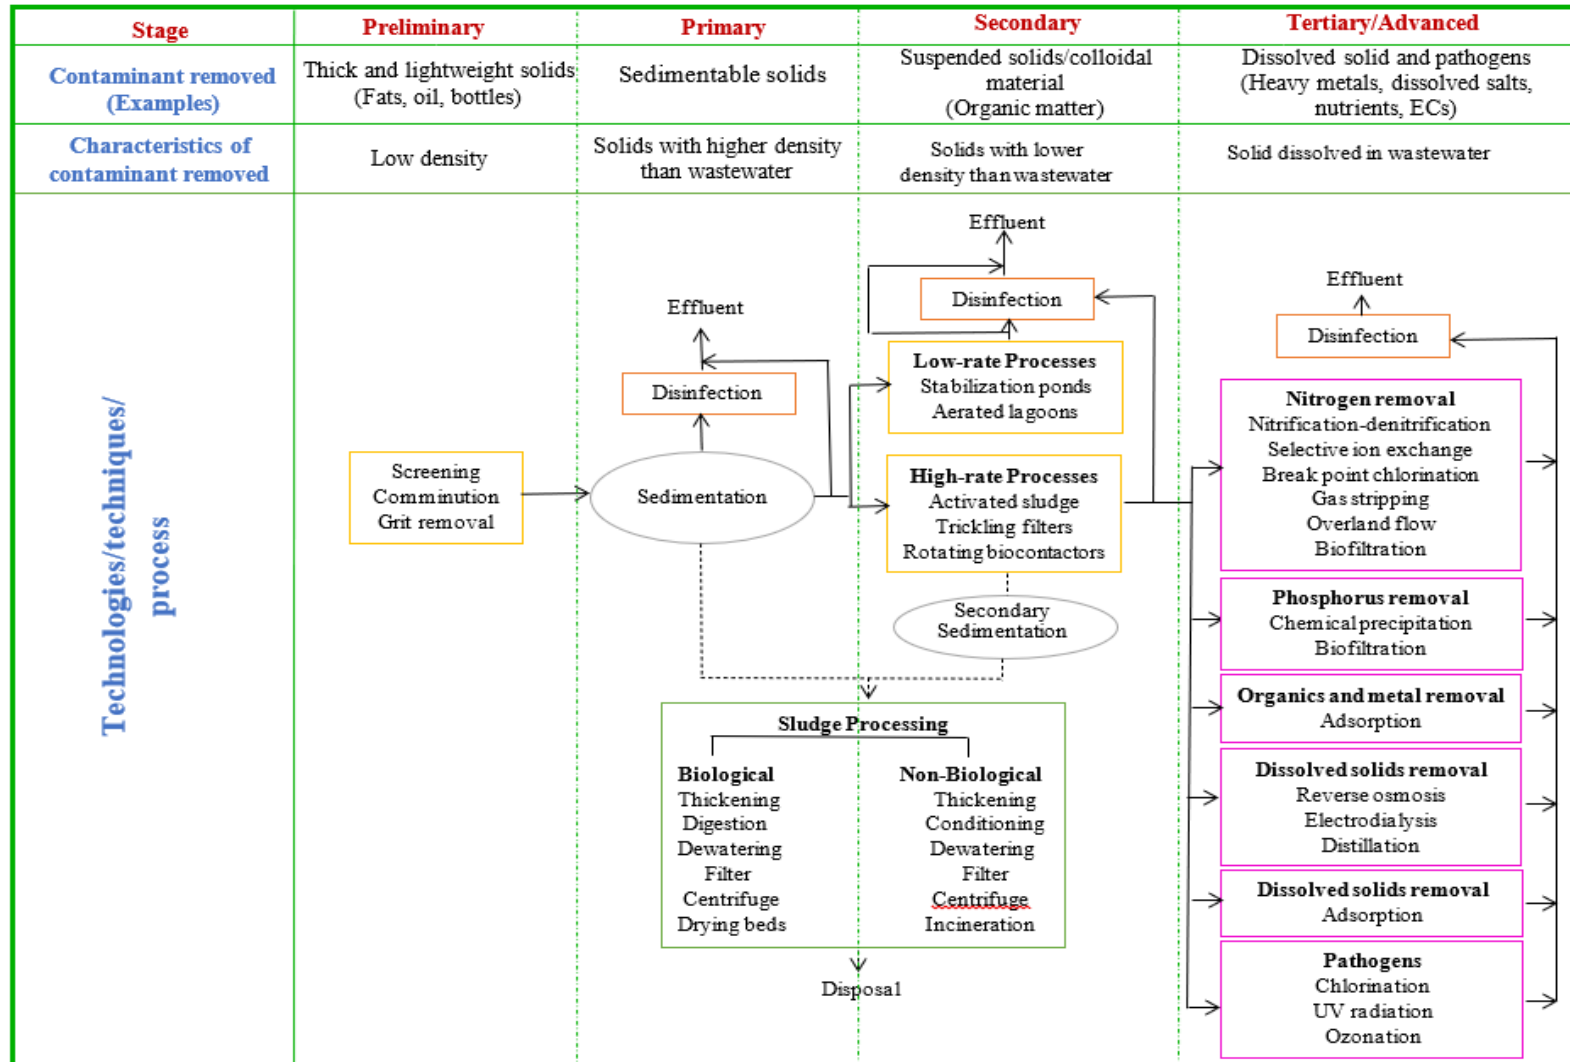 Stage
Preliminary
Primary
Secondary
Tertiary/Advanced
Contaminant removed
(Examples)
Thick and lightweight solids
(Fats, oil, bottles)
Sedimentable solids
Suspended solids/colloidal
material
(Organic matter)
Dissolved solid and pathogens
(Heavy metals, dissolved salts,
nutrients, ECs)
Characteristics of
contaminant removed
Low density
Solids with higher density
than wastewater
Solids with lower
density than wastewater
Solid dissolved in wastewater
Technologies/techniques/
process
Screening
Comminution
Grit removal
Effluent
Disinfection
Sedimentation
Effluent
Disinfection
Low-rate Processes
Stabilization ponds
Aerated lagoons
High-rate Processes
Activated sludge
Trickling filters
Rotating biocontactors
Secondary
Sedimentation
Sludge Processing
Biological
Thickening
Digestion
Dewatering
Filter
Centrifuge
Drying beds
Non-Biological
Thickening
Conditioning
Dewatering
Filter
Centrifuge
Incineration
Disposal
Effluent
Disinfection
Nitrogen removal
Nitrification-denitrification
Selective ion exchange
Break point chlorination
Gas stripping
Overland flow
Biofiltration
Phosphorus removal
Chemical precipitation
Biofiltration
Organics and metal removal
Adsorption
Dissolved solids removal
Reverse osmosis
Electrodialysis
Distillation
Dissolved solids removal
Adsorption
Pathogens
Chlorination
UV radiation
Ozonation